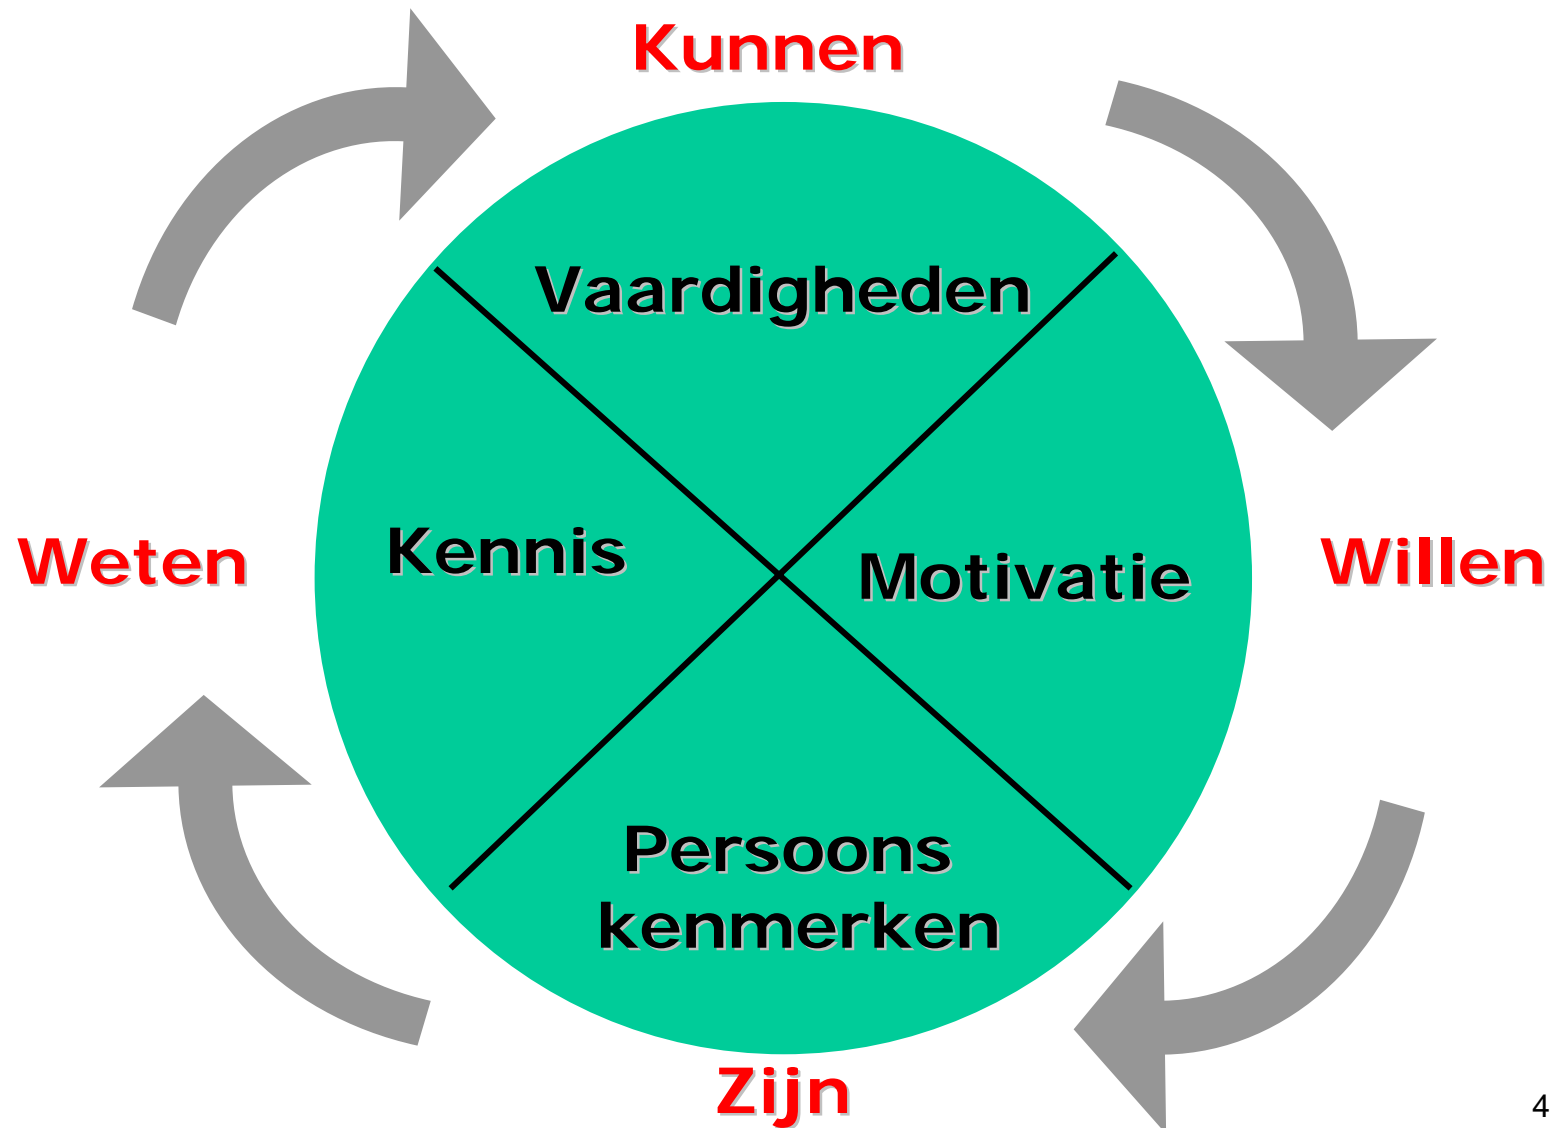 Kunnen
Vaardigheden
Weten
Kennis
Motivatie
Willen
Persoons
kenmerken
Zijn
4